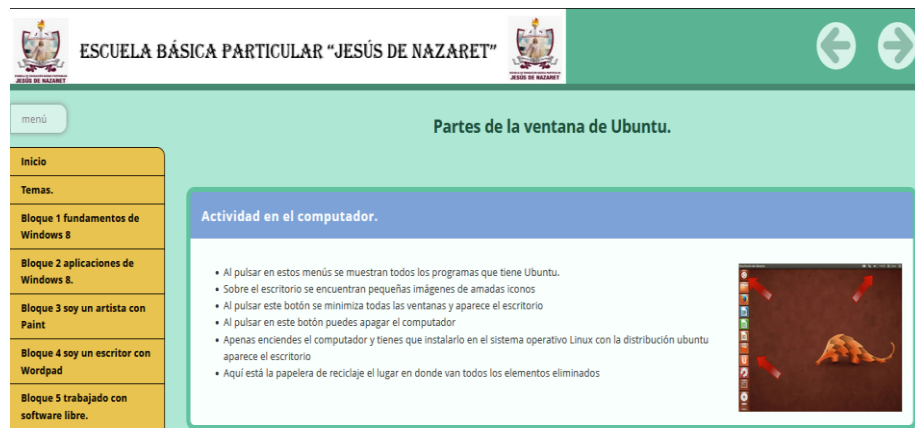 ESCUELA BÁSICA PARTICULAR “JESÚS DE NAZARET”
JESÚS DE NAZARET
JESÚS DE NAZARET
menú
Partes de la ventana de Ubuntu.
Inicio
Temas.
Bloque 1 fundamentos de
Windows 8
Bloque 2 aplicaciones de
Windows 8.
Bloque 3 soy un artista con
Paint
Bloque 4 soy un escritor con
Wordpad
Bloque 5 trabajado con
software libre.
Actividad en el computador.
• Al pulsar en estos menús se muestran todos los programas que tiene Ubuntu.
• Sobre el escritorio se encuentran pequeñas imágenes de amadas iconos
• Al pulsar este botón se minimiza todas las ventanas y aparece el escritorio
• Al pulsar en este botón puedes apagar el computador
• Apenas enciendes el computador y tienes que instalarlo en el sistema operativo Linux con la distribución ubuntu
aparece el escritorio
• Aquí está la papelera de reciclaje el lugar en donde van todos los elementos eliminados